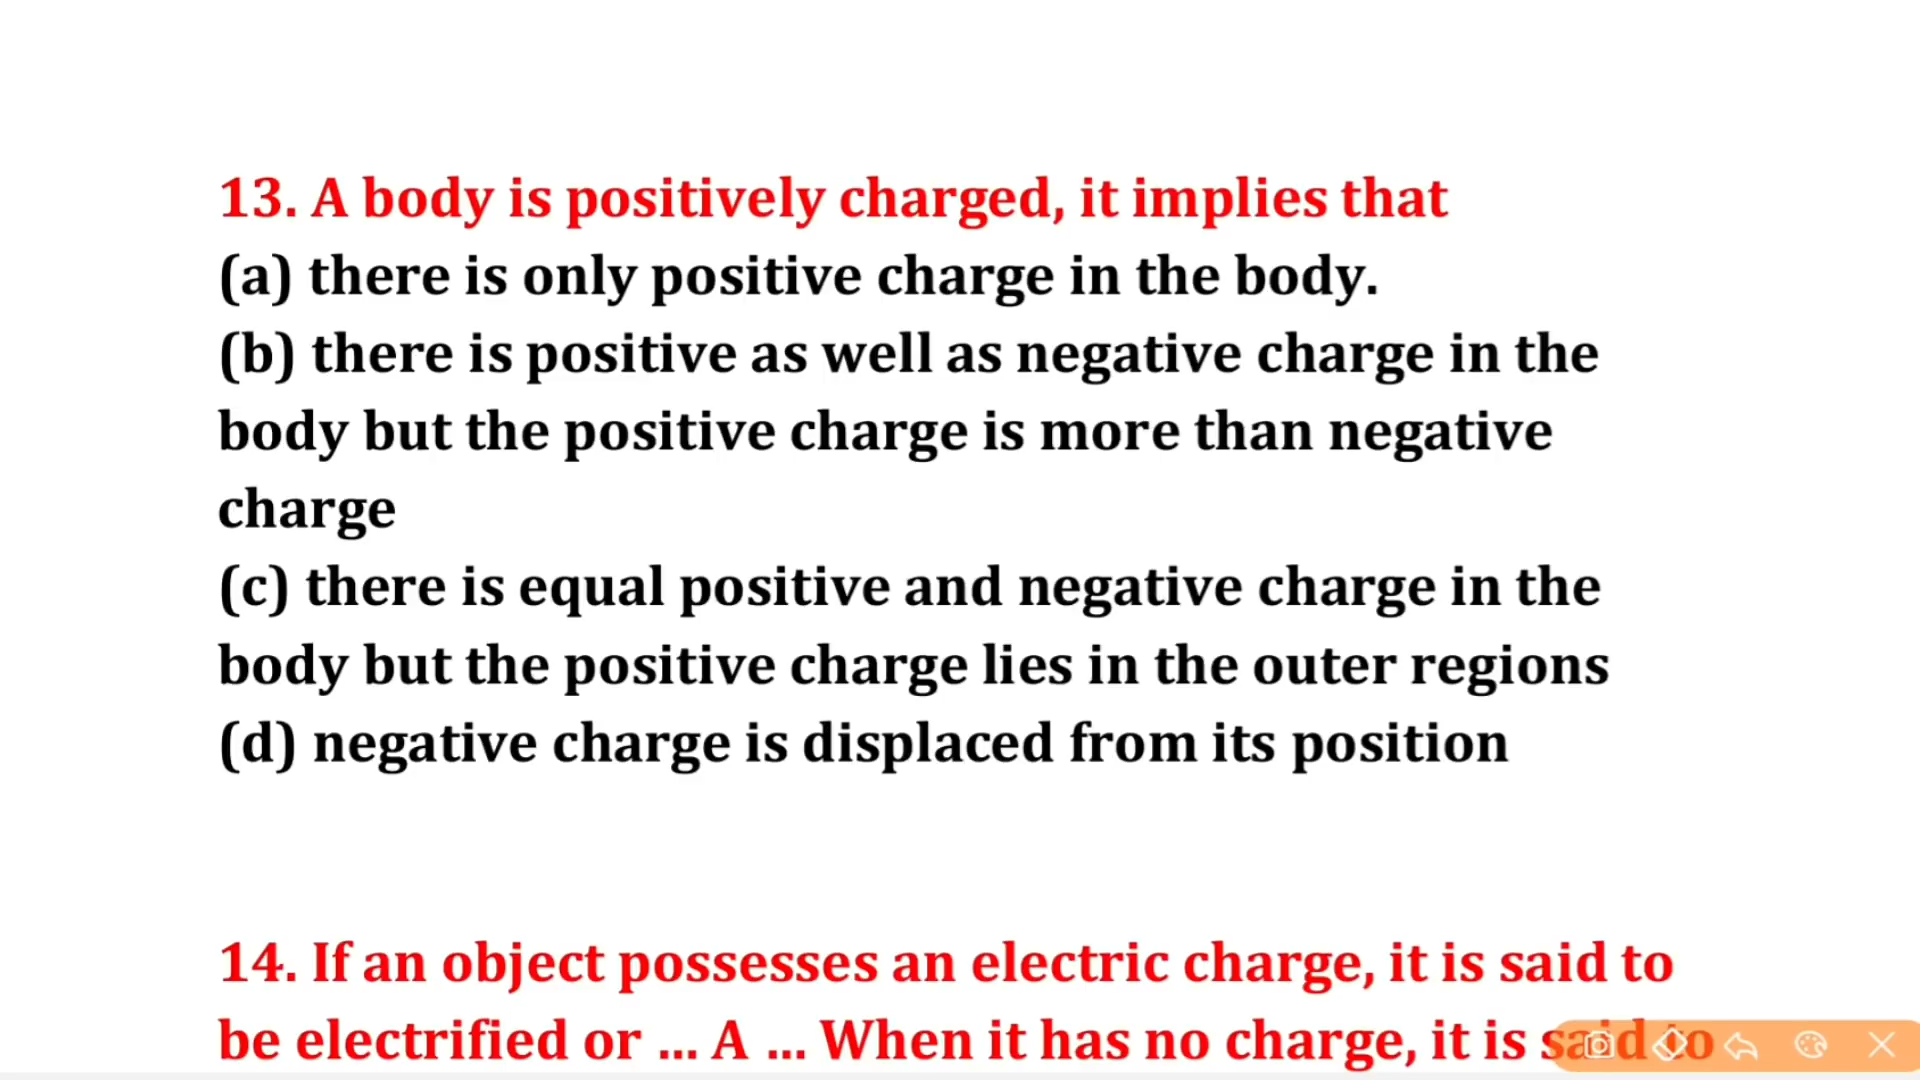 13. A body is positively charged, it implies that
(a) there is only positive charge in the body.
(b) there is positive as well as negative charge in the
body but the positive charge is more than negative
charge
(c) there is equal positive and negative charge in the
body but the positive charge lies in the outer regions
(d) negative charge is displaced from its position
14. If an object possesses an electric charge, it is said to
be electrified or ... A ... When it has no charge, it is said to